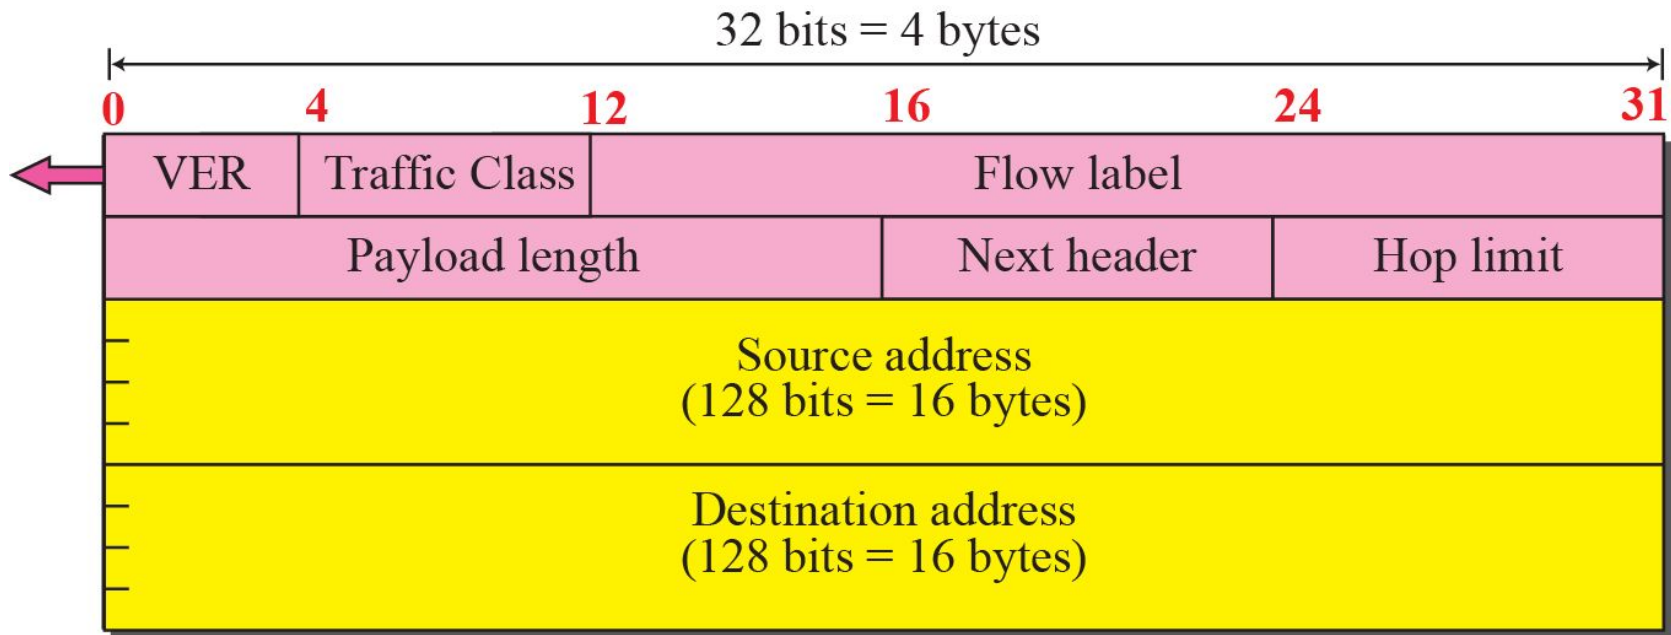 32 bits = 4 bytes
0 4 12 16 24 31
VER Traffic Class Flow label
Payload length Next header Hop limit
Source address
(128 bits = 16 bytes)
Destination address
(128 bits = 16 bytes)